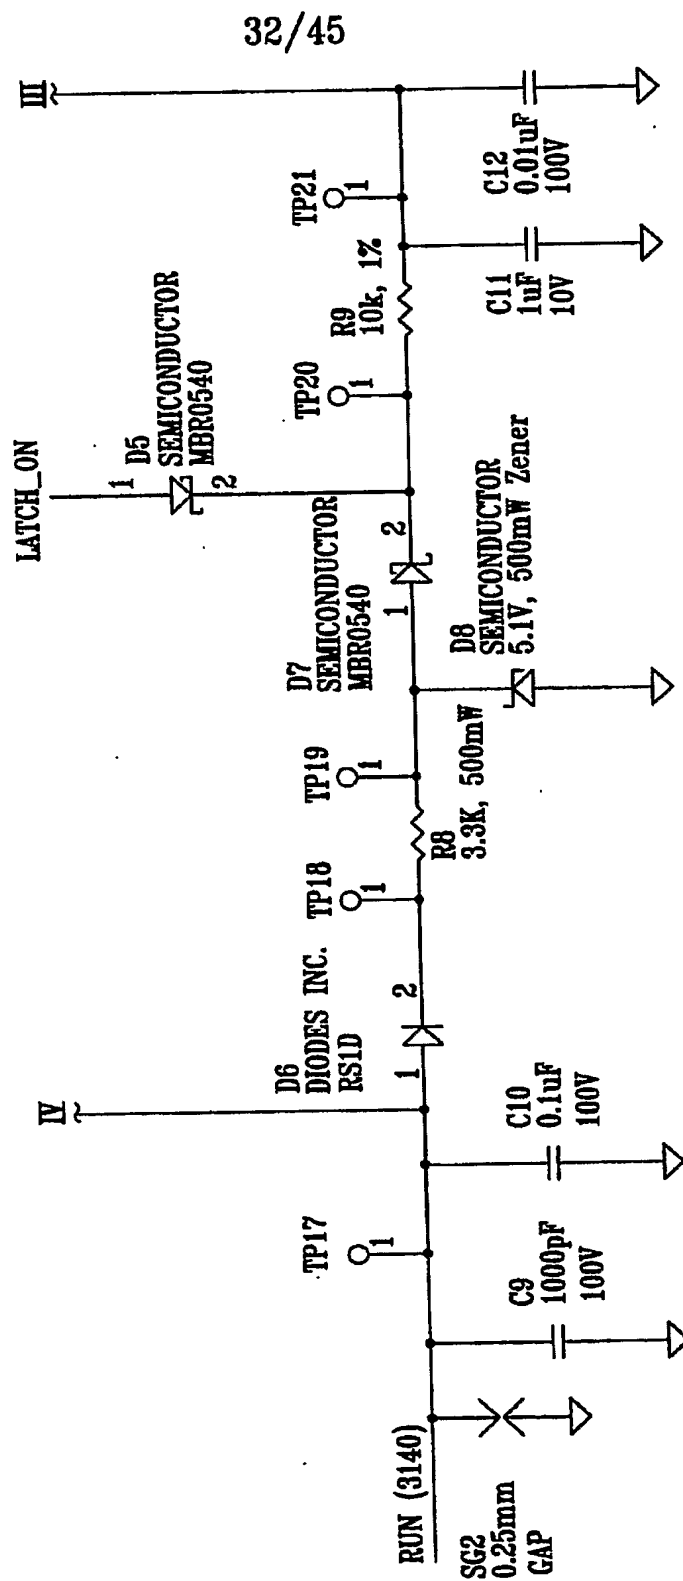 32/45
III
IV
LATCH_ON
1
D5
SEMICONDUCTOR
MBR0540
2
RUN (3140)
SG2
0.25mm
GAP
C9
1000pF
100V
TP17
1
C10
0.1uF
100V
D6
DIODES INC.
RS1D
1
2
TP18
1
R8
3.3K, 500mW
TP19
1
D7
SEMICONDUCTOR
MBR0540
1
2
D8
SEMICONDUCTOR
5.1V, 500mW Zener
TP20
1
R9
10k, 1%
C11
1uF
10V
TP21
1
C12
0.01uF
100V